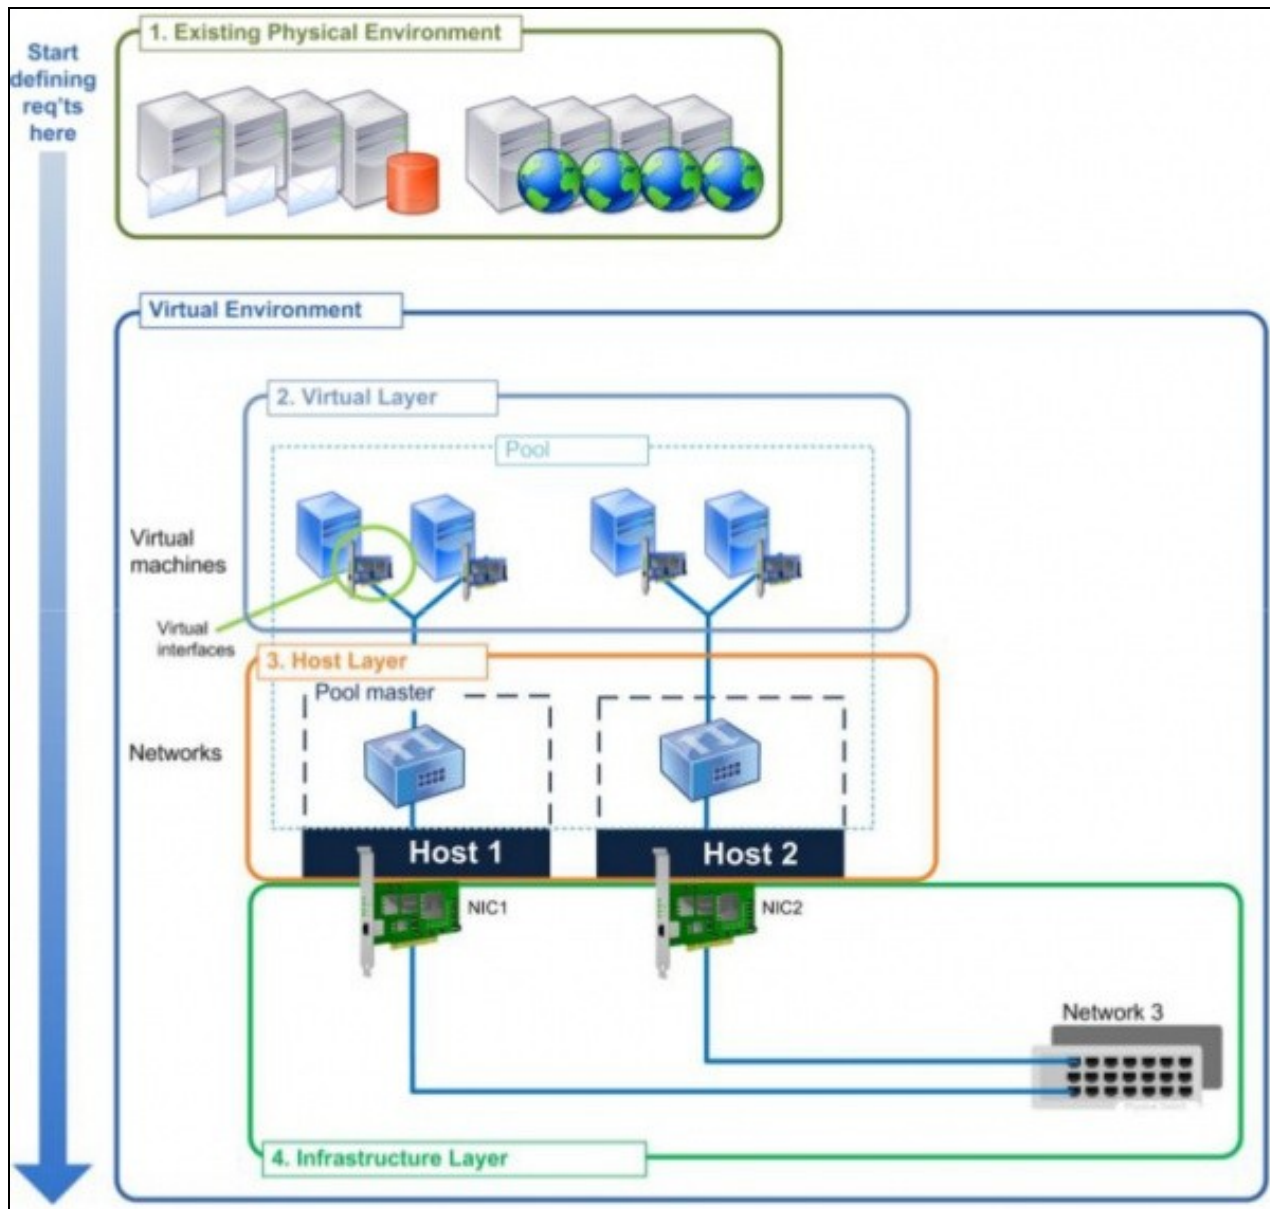 1. Existing Physical Environment
Start
defining
req'ts
here
Virtual Environment
2. Virtual Layer
Pool
Virtual
machines
Virtual
interfaces
3. Host Layer
Pool master
Networks
Host 1
Host 2
NIC1
NIC2
Network 3
4. Infrastructure Layer